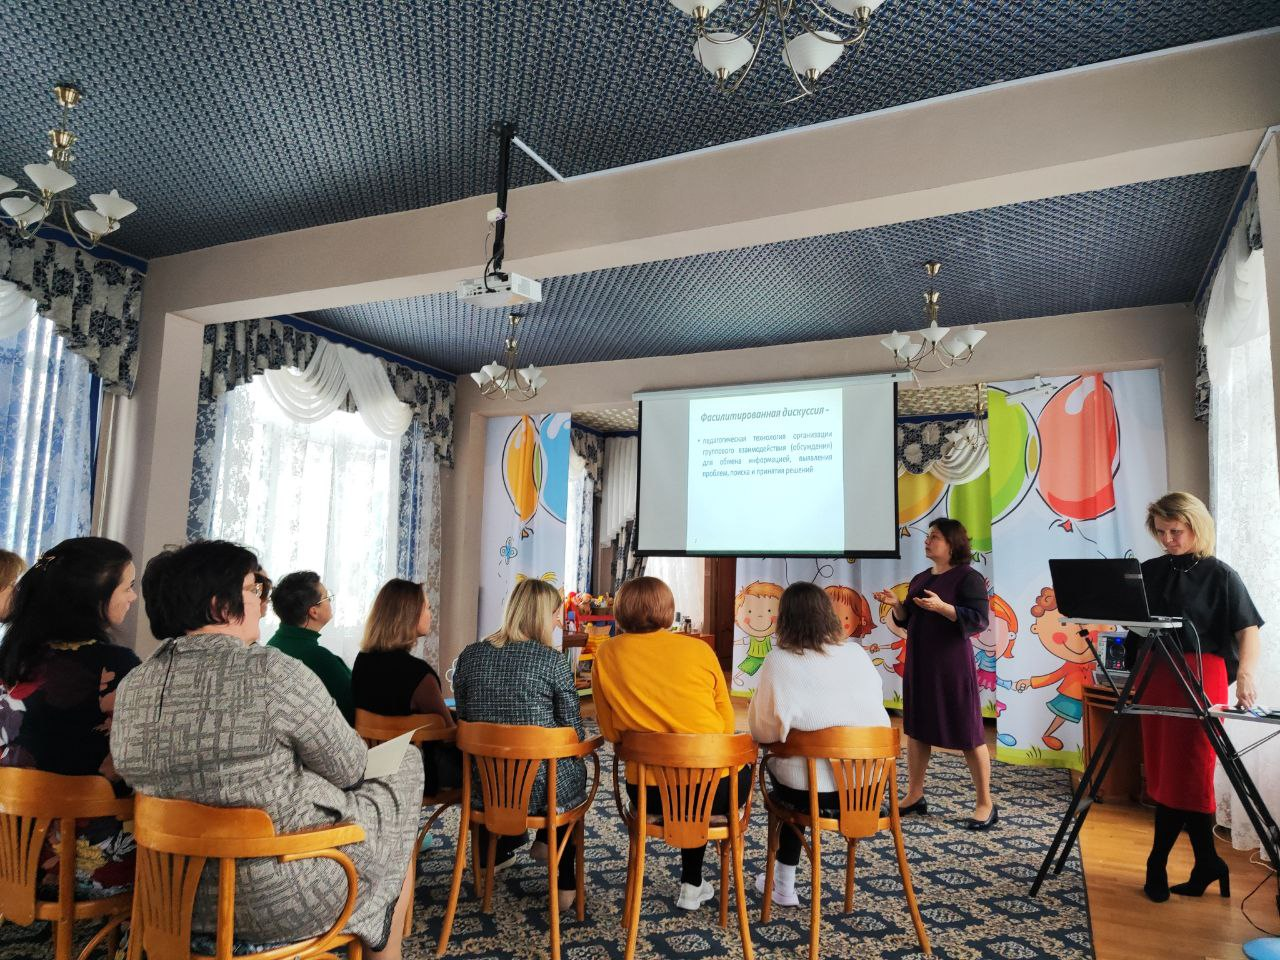 Фасилитированная дискуссия –
• педагогическая технология организации
группового взаимодействия (обсуждения)
для обмена информацией, выявления
проблем, поиска и принятия решений